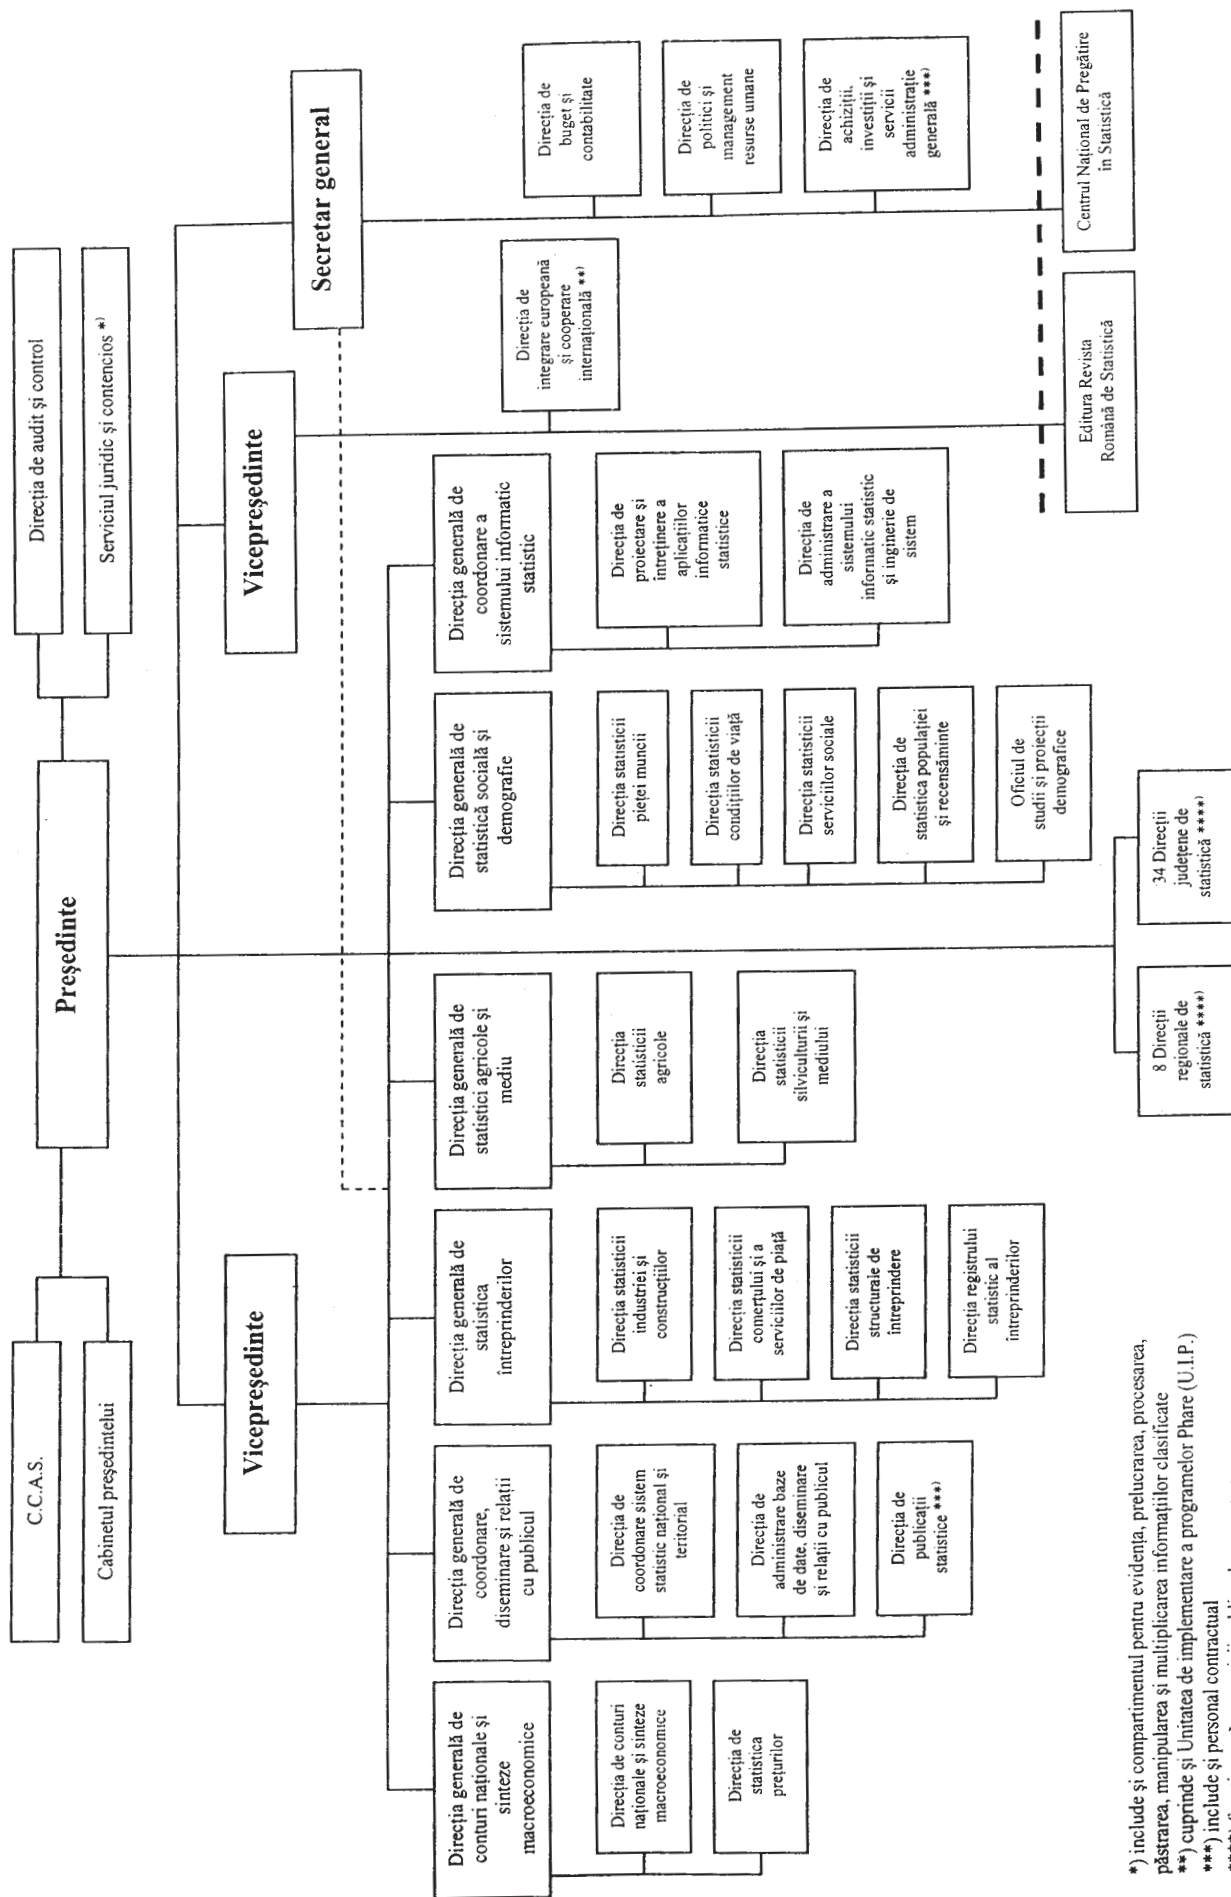 C.C.A.S.
Cabinetul președintelui
Președinte
Direcția de audit și control
Serviciul juridic și contencios *)
Vicepreședinte
Vicepreședinte
Secretar general
Direcția generală de
conturi naționale și
sinteze
macroeconomice
Direcția generală de
coordonare,
diseminare și relații
cu publicul
Direcția generală de
statistica
întreprinderilor
Direcția generală de
statistici agricole și
mediu
Direcția generală de
statistică socială și
demografie
Direcția generală de
coordonare a
sistemului informatic
statistic
Direcția de
integrare europeană
și cooperare
internațională **)
Direcția de
buget și
contabilitate
Direcția de
politici și
management
resurse umane
Direcția de
achiziții,
investiții și
servicii
administrație
generală ***)
Direcția de conturi
naționale și sinteze
macroeconomice
Direcția de
statistica
prețurilor
Direcția de
coordonare sistem
statistic național și
teritorial
Direcția de
administrare baze
de date, diseminare
și relații cu publicul
Direcția de
publicații
statistice ***)
Direcția statisticii
industriei și
construcțiilor
Direcția statisticii
comerțului și a
serviciilor de piață
Direcția statisticii
structurale de
întreprindere
Direcția registrului
statistic al
întreprinderilor
Direcția
statisticii
agricole
Direcția
statisticii
silviculturii și
mediului
Direcția statisticii
pieței muncii
Direcția statisticii
condițiilor de viață
Direcția statisticii
serviciilor sociale
Direcția de
statistica populației
și recensăminte
Oficiul de
studii și proiecții
demografice
Direcția de
proiectare și
întreținere a
aplicațiilor
informatice
statistice
Direcția de
administrare a
sistemului
informatic statistic
și inginerie de
sistem
Editura Revista
Română de Statistică
Centrul Național de Pregătire
în Statistică
8 Direcții
regionale de
statistică ****)
34 Direcții
județene de
statistică ****)
*) include și compartimentul pentru evidența, prelucrarea, procesarea,
păstrarea, manipularea și multiplicarea informațiilor clasificate
**) cuprinde și Unitatea de implementare a programelor Phare (U.I.P.)
***) include și personal contractual